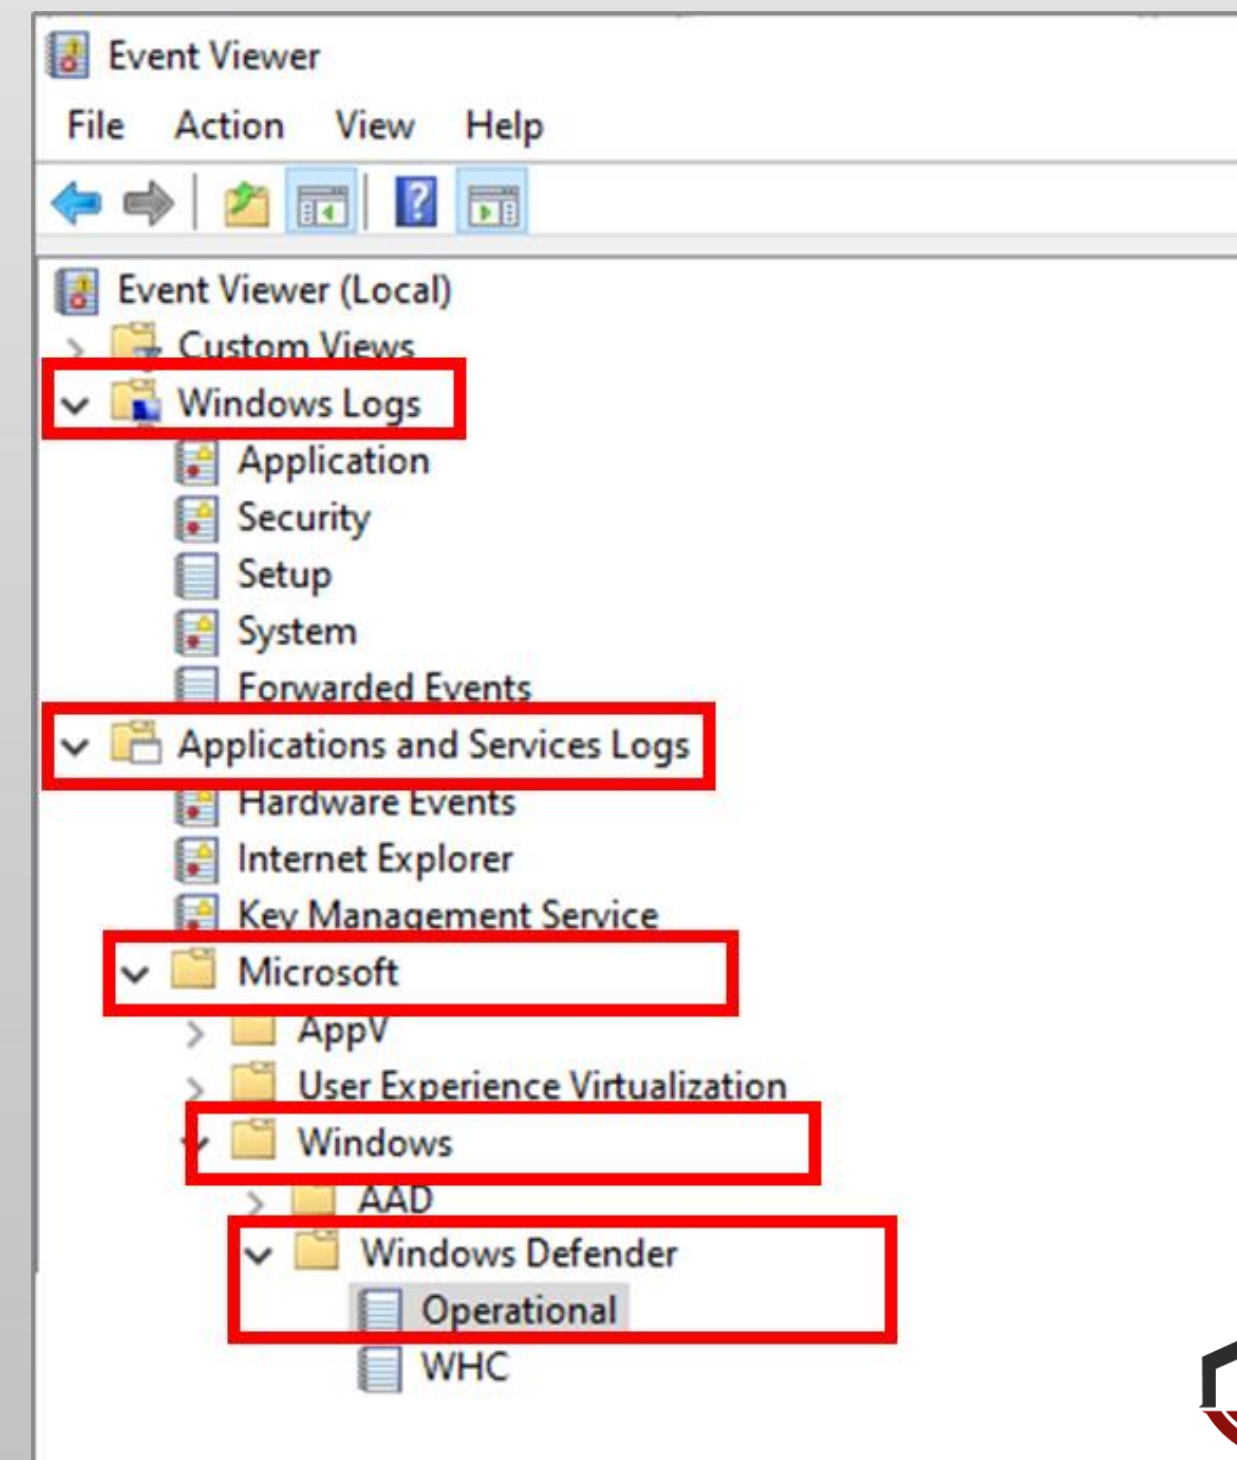 Event Viewer
File Action View Help
Event Viewer (Local)
Custom Views
Windows Logs
Application
Security
Setup
System
Forwarded Events
Applications and Services Logs
Hardware Events
Internet Explorer
Key Management Service
Microsoft
AppV
User Experience Virtualization
Windows
AAD
Windows Defender
Operational
WHC